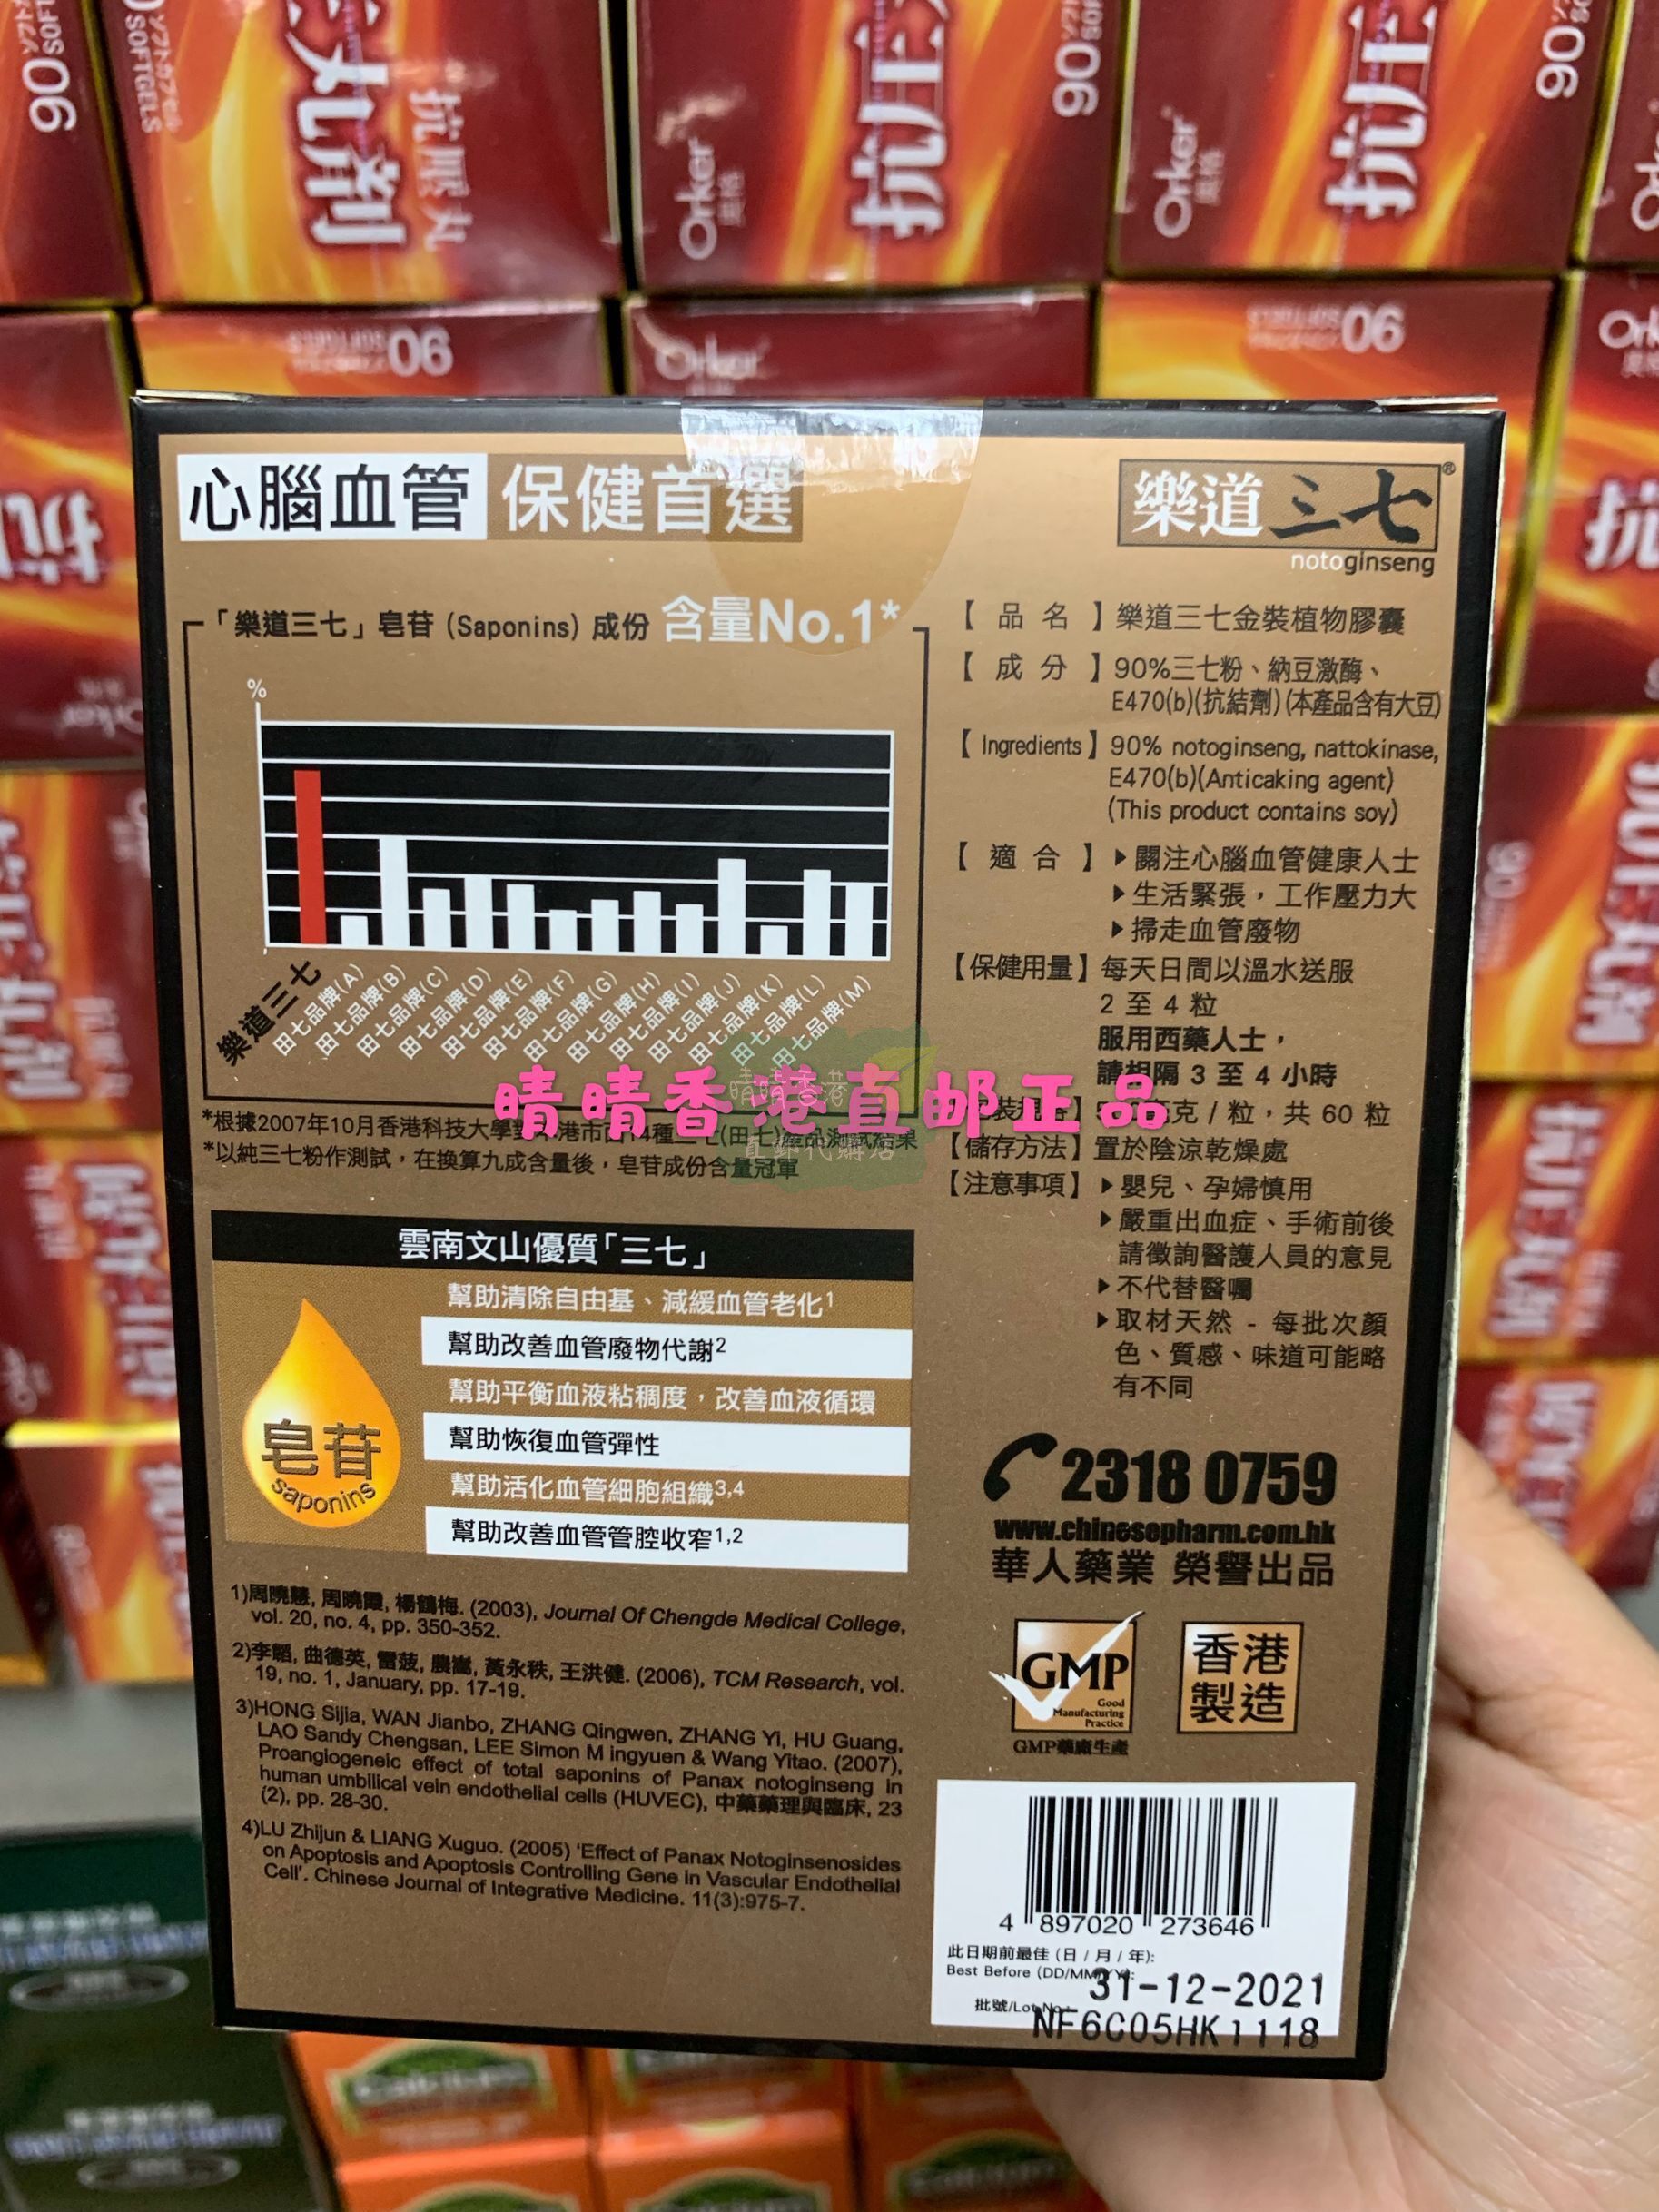 心腦血管 保健首選
樂道三七®
notoginseng
「樂道三七」皂苷 (Saponins) 成份 含量No.1*
%
樂道三七
田七品牌(A)
田七品牌(B)
田七品牌(C)
田七品牌(D)
田七品牌(E)
田七品牌(F)
田七品牌(G)
田七品牌(H)
田七品牌(I)
田七品牌(J)
田七品牌(K)
田七品牌(L)
田七品牌(M)
*根據2007年10月香港科技大學
*以純三七粉作測試，在換算九成含量後，皂苷成份含量冠軍
雲南文山優質「三七」
皂苷
saponins
幫助清除自由基、減緩血管老化1
幫助改善血管廢物代謝2
幫助平衡血液粘稠度，改善血液循環
幫助恢復血管彈性
幫助活化血管細胞組織3,4
幫助改善血管管腔收窄1,2
1)周曉慧, 周曉霞, 楊鶴梅. (2003), Journal Of Chengde Medical College,
vol. 20, no. 4, pp. 350-352.
2)李韜, 曲德英, 雷菠, 農嵩, 黃永秩, 王洪健. (2006), TCM Research, vol.
19, no. 1, January, pp. 17-19.
3)HONG Sijia, WAN Jianbo, ZHANG Qingwen, ZHANG Yi, HU Guang,
LAO Sandy Chengsan, LEE Simon M ingyuen & Wang Yitao. (2007),
Proangiogeneic effect of total saponins of Panax notoginseng in
human umbilical vein endothelial cells (HUVEC), 中藥藥理與臨床, 23
(2), pp. 28-30.
4)LU Zhijun & LIANG Xuguo. (2005) 'Effect of Panax Notoginsenosides
on Apoptosis and Apoptosis Controlling Gene in Vascular Endothelial
Cell'. Chinese Journal of Integrative Medicine. 11(3):975-7.
【 品 名 】樂道三七金裝植物膠囊
【 成 分 】90%三七粉、納豆激酶、
E470(b)(抗結劑)(本產品含有大豆)
【 Ingredients 】90% notoginseng, nattokinase,
E470(b)(Anticaking agent)
(This product contains soy)
【 適 合 】▶關注心腦血管健康人士
▶生活緊張，工作壓力大
▶掃走血管廢物
【保健用量】每天日間以溫水送服
2 至 4 粒
服用西藥人士，
請相隔 3 至 4 小時
克 / 粒，共 60 粒
【儲存方法】置於陰涼乾燥處
【注意事項】▶嬰兒、孕婦慎用
▶嚴重出血症、手術前後
請徵詢醫護人員的意見
▶不代替醫囑
▶取材天然 - 每批次顏
色、質感、味道可能略
有不同
2318 0759
www.chinesepharm.com.hk
華人藥業 榮譽出品
GMP
Good
Manufacturing
Practice
GMP藥廠生產
香港
製造
4 897020 273646
此日期前最佳 (日 / 月 / 年):
Best Before (DD/MM/YY):
31-12-2021
批號/Lot No.:
NF6C05HK1118
晴晴香港直邮正品
晴晴香港
直郵代購店
90
SOFTGELS
抗压丸
Orker
奧格